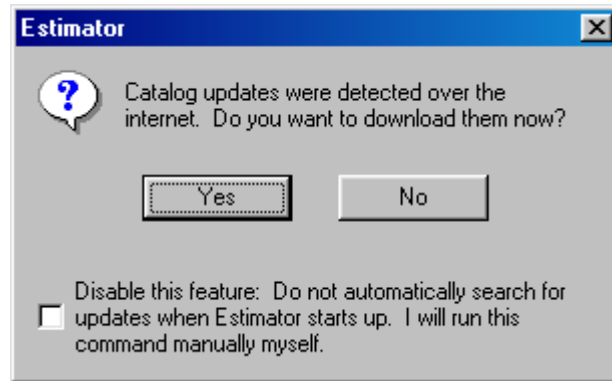 Estimator
?
Catalog updates were detected over the
internet.  Do you want to download them now?
Yes
No
Disable this feature:  Do not automatically search for
updates when Estimator starts up.  I will run this
command manually myself.